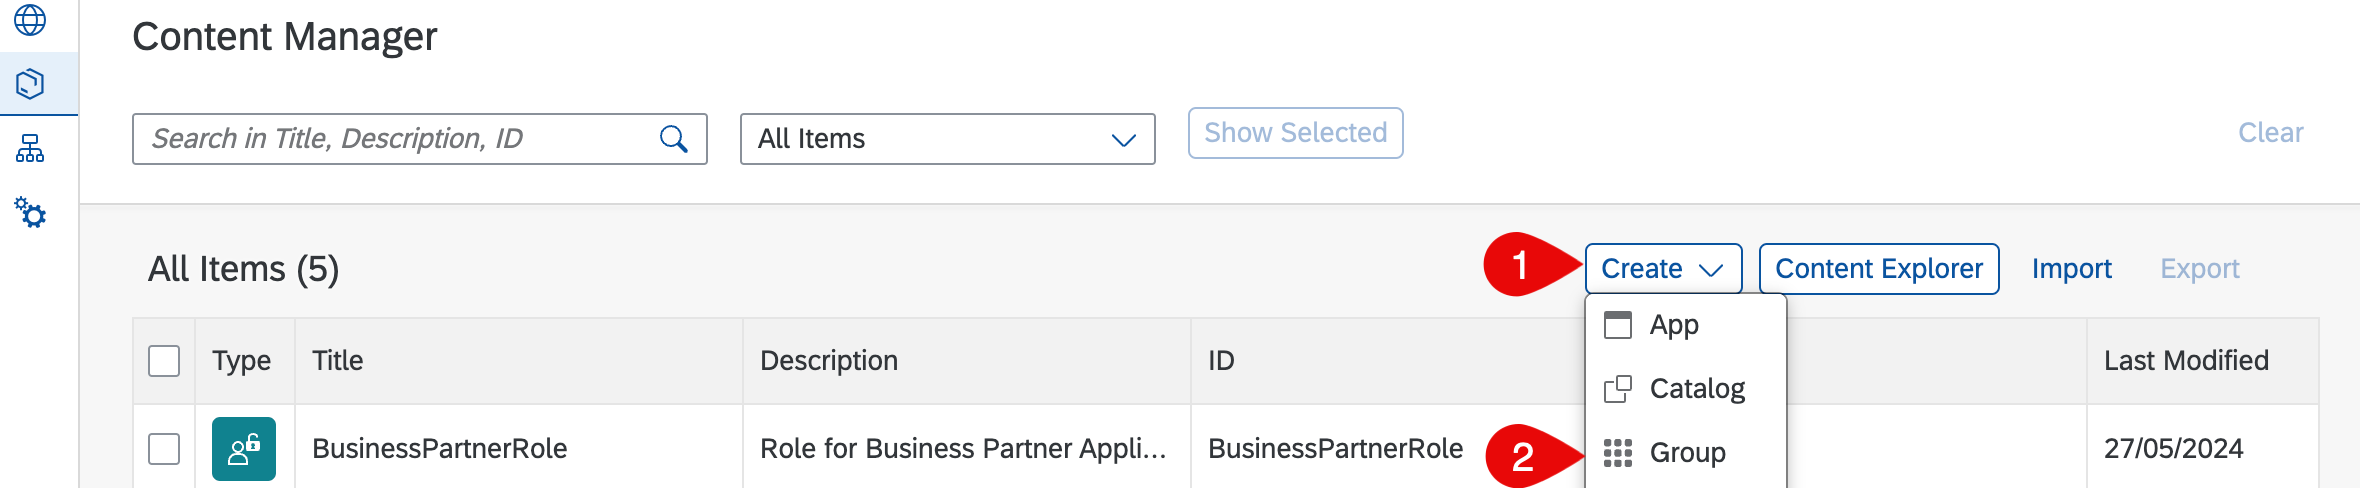 Content Manager
Search in Title, Description, ID
All Items
Show Selected
Clear
All Items (5)
1
Create
Content Explorer
Import
Export
App
Catalog
2
Group
Type
Title
Description
ID
Last Modified
BusinessPartnerRole
Role for Business Partner Appli...
BusinessPartnerRole
27/05/2024